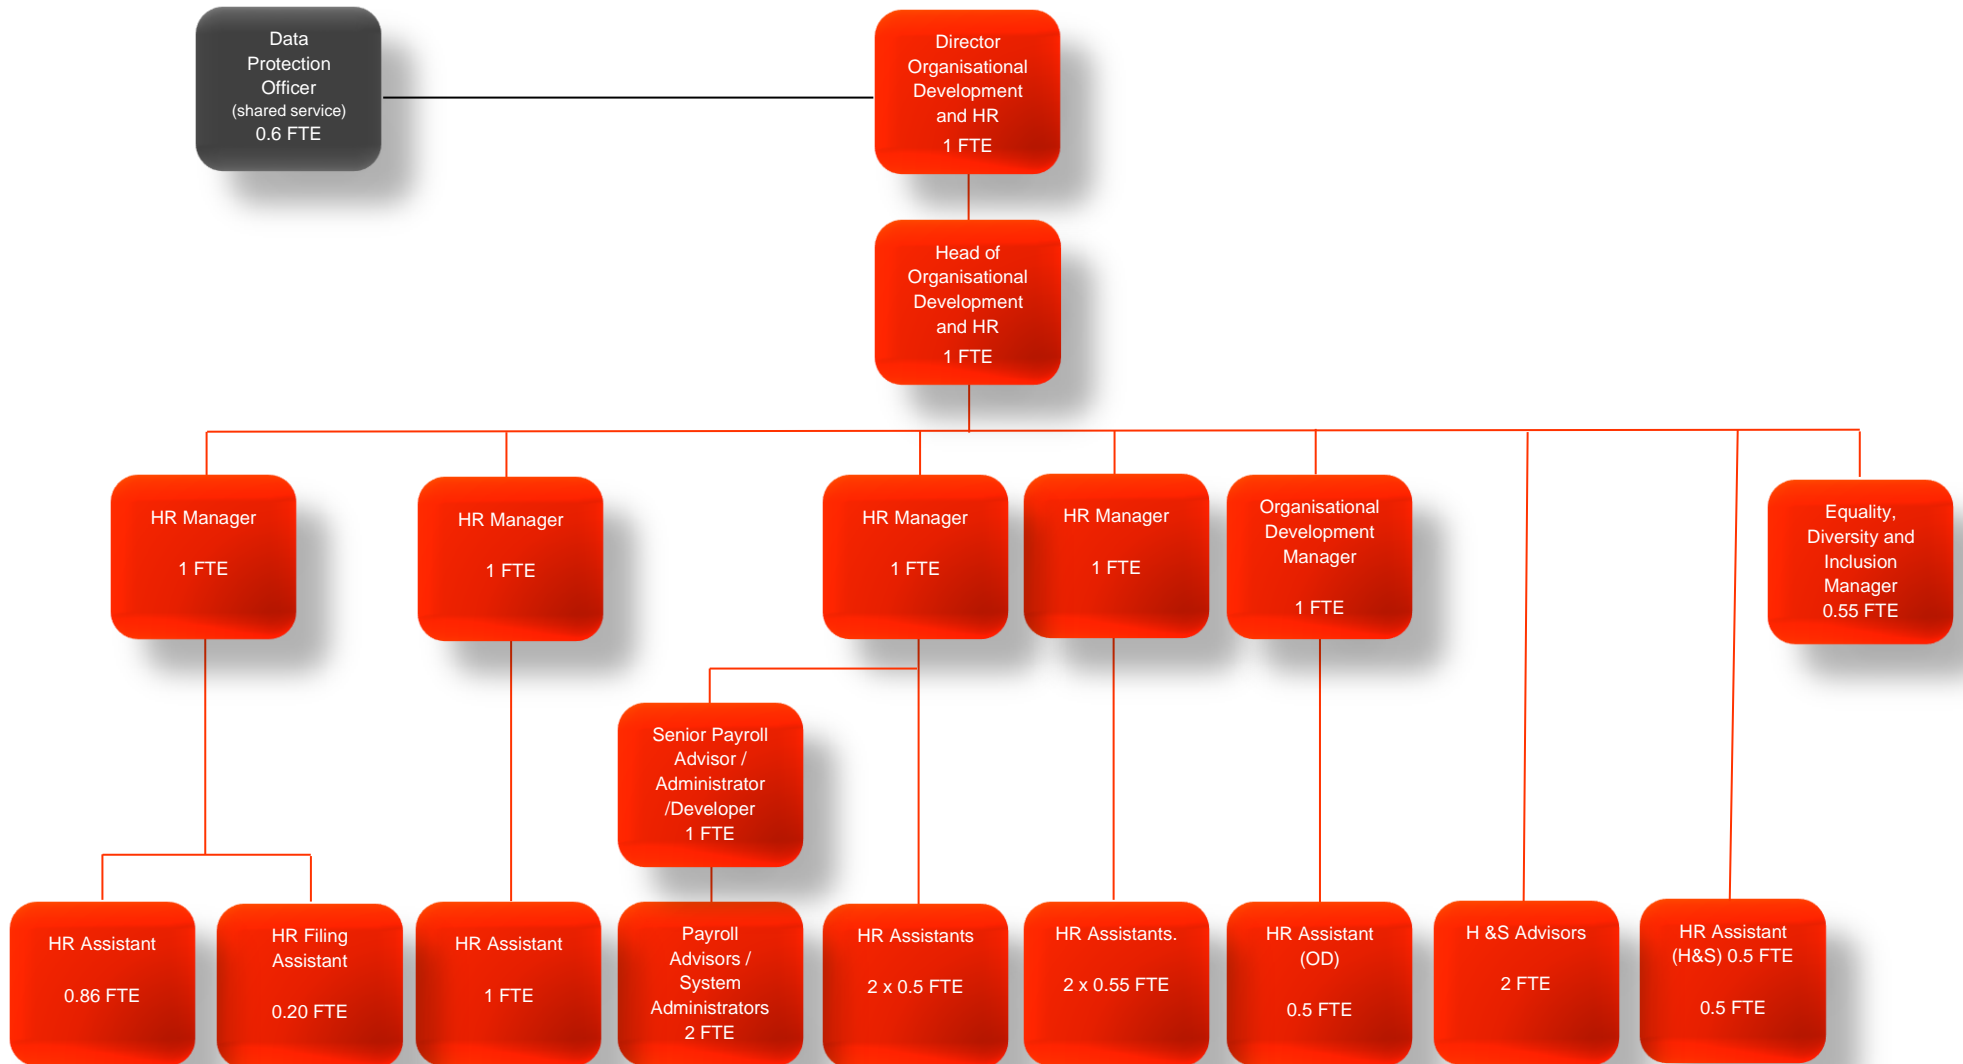 Data
Protection
Officer
(shared service)
0.6 FTE
Director
Organisational
Development
and HR
1 FTE
Head of
Organisational
Development
and HR
1 FTE
HR Manager
1 FTE
HR Manager
1 FTE
HR Manager
1 FTE
HR Manager
1 FTE
Organisational
Development
Manager
1 FTE
Equality,
Diversity and
Inclusion
Manager
0.55 FTE
Senior Payroll
Advisor /
Administrator
/Developer
1 FTE
HR Assistant
0.86 FTE
HR Filing
Assistant
0.20 FTE
HR Assistant
1 FTE
Payroll
Advisors /
System
Administrators
2 FTE
HR Assistants
2 x 0.5 FTE
HR Assistants.
2 x 0.55 FTE
HR Assistant
(OD)
0.5 FTE
H &S Advisors
2 FTE
HR Assistant
(H&S) 0.5 FTE
0.5 FTE